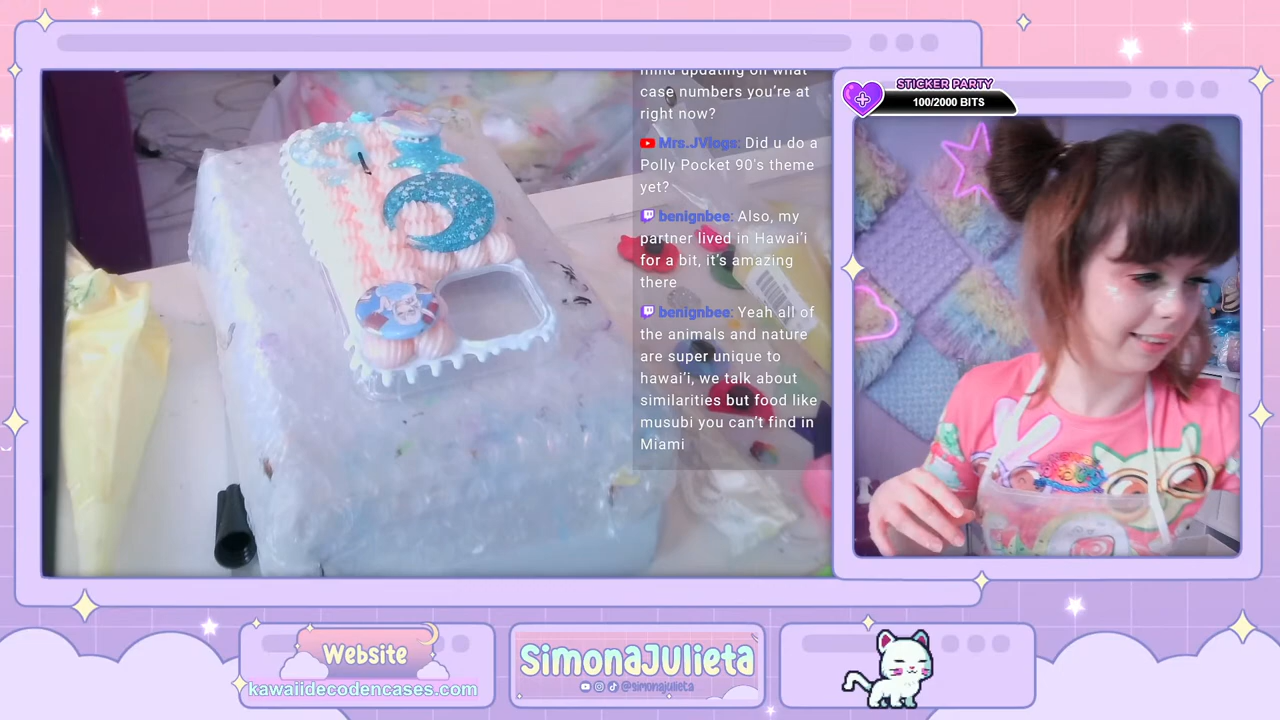 mind updating on what
case numbers you're at
right now?
Mrs.JVlogs: Did u do a
Polly Pocket 90's theme
yet?
benignbee: Also, my
partner lived in Hawai'i
for a bit, it's amazing
there
benignbee: Yeah all of
the animals and nature
are super unique to
hawai'i, we talk about
similarities but food like
musubi you can't find in
Miami
STICKER PARTY
100/2000 BITS
Website
kawaiidecodencases.com
SimonaJulieta
@simonajulieta